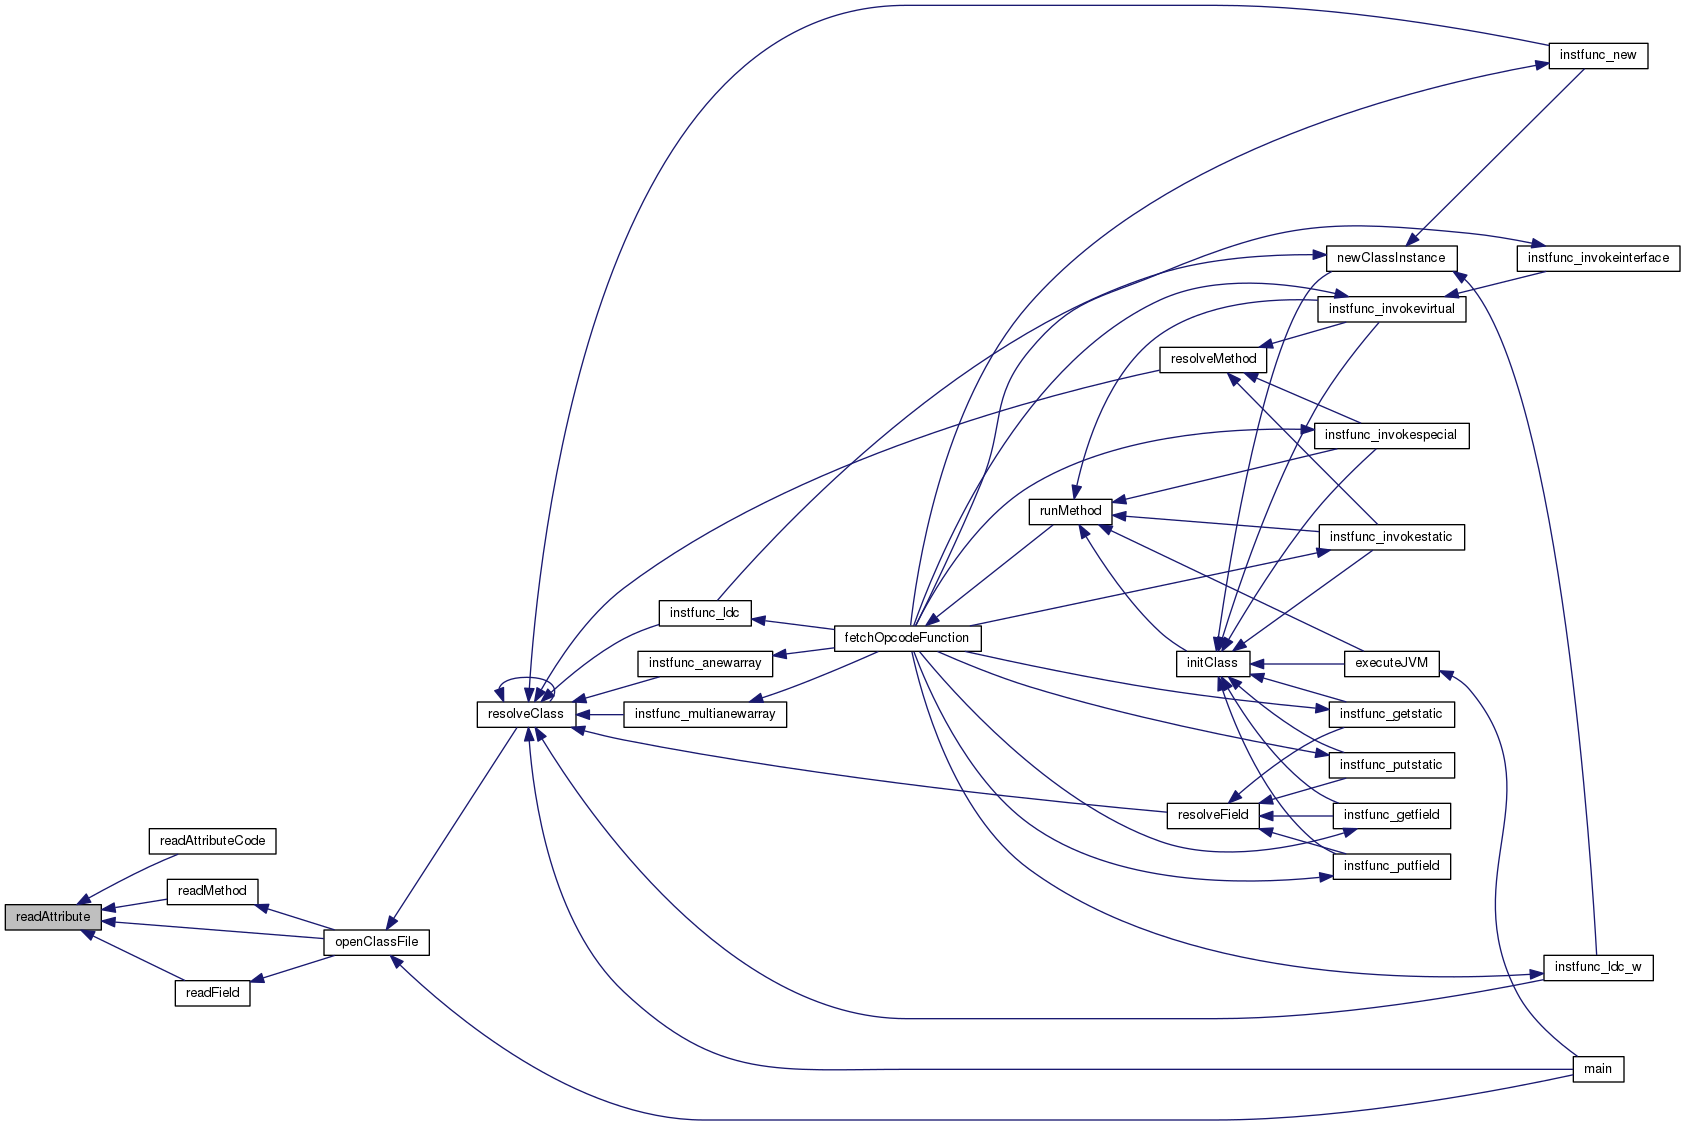 instfunc_new
newClassInstance
instfunc_invokeinterface
instfunc_invokevirtual
resolveMethod
instfunc_invokespecial
runMethod
instfunc_invokestatic
instfunc_ldc
fetchOpcodeFunction
instfunc_anewarray
initClass
executeJVM
resolveClass
instfunc_multianewarray
instfunc_getstatic
instfunc_putstatic
resolveField
instfunc_getfield
readAttributeCode
instfunc_putfield
readMethod
readAttribute
openClassFile
instfunc_ldc_w
readField
main